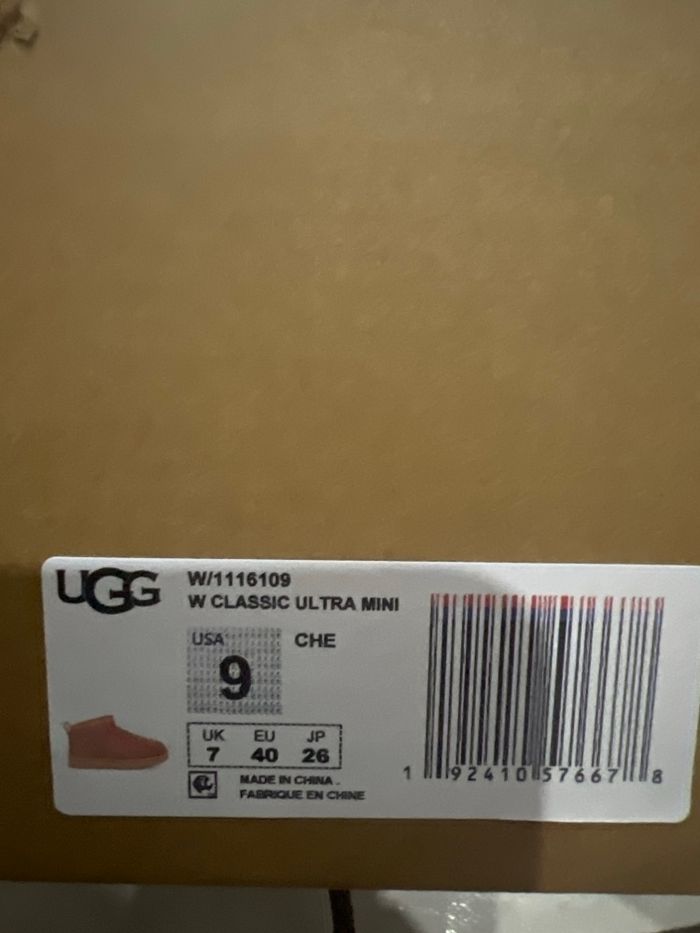 UGG
W/1116109
W CLASSIC ULTRA MINI
USA CHE
9
UK EU JP
7 40 26
MADE IN CHINA .
FABRIQUE EN CHINE
1 92410 57667 8